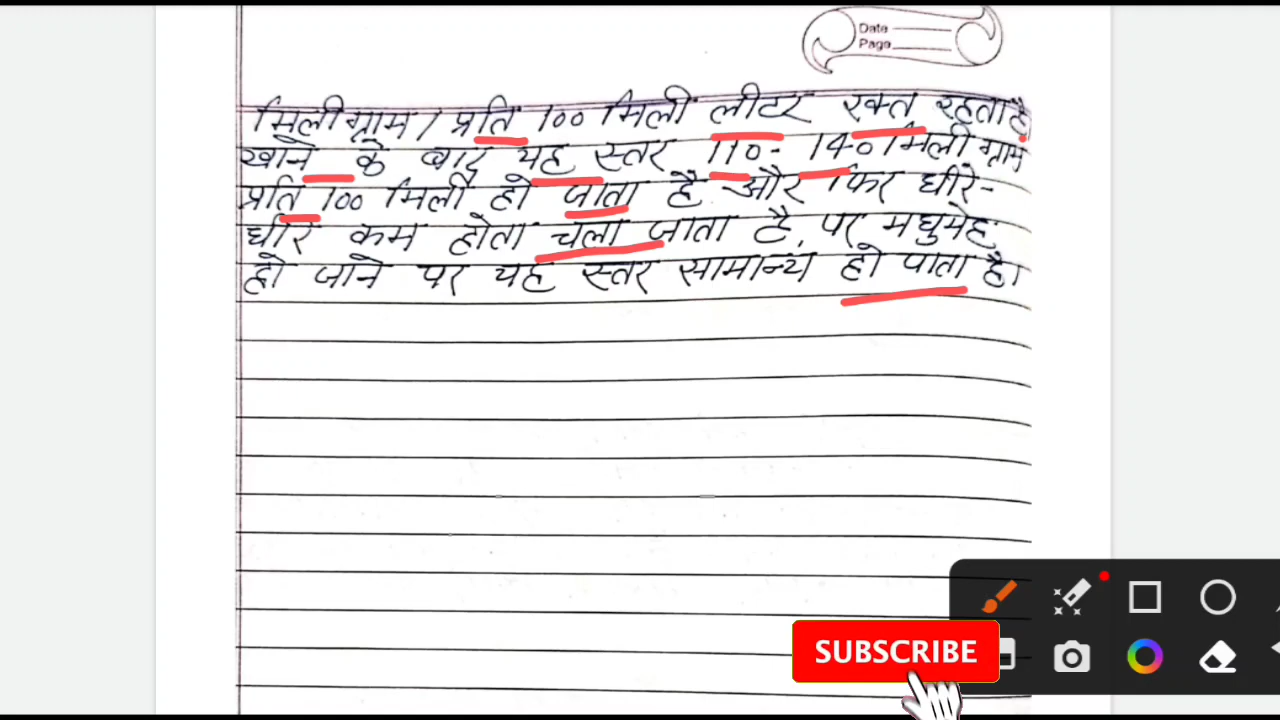 Date
Page
मिलीग्राम / प्रति 100 मिली लीटर रक्त रहता है
खाने के बाद यह स्तर 110- 140 मिली ग्राम
प्रति 100 मिली हो जाता है और फिर धीरे-
धीरे कम होता चला जाता है, पर मधुमेह
हो जाने पर यह स्तर सामान्य हो पाता है।
SUBSCRIBE